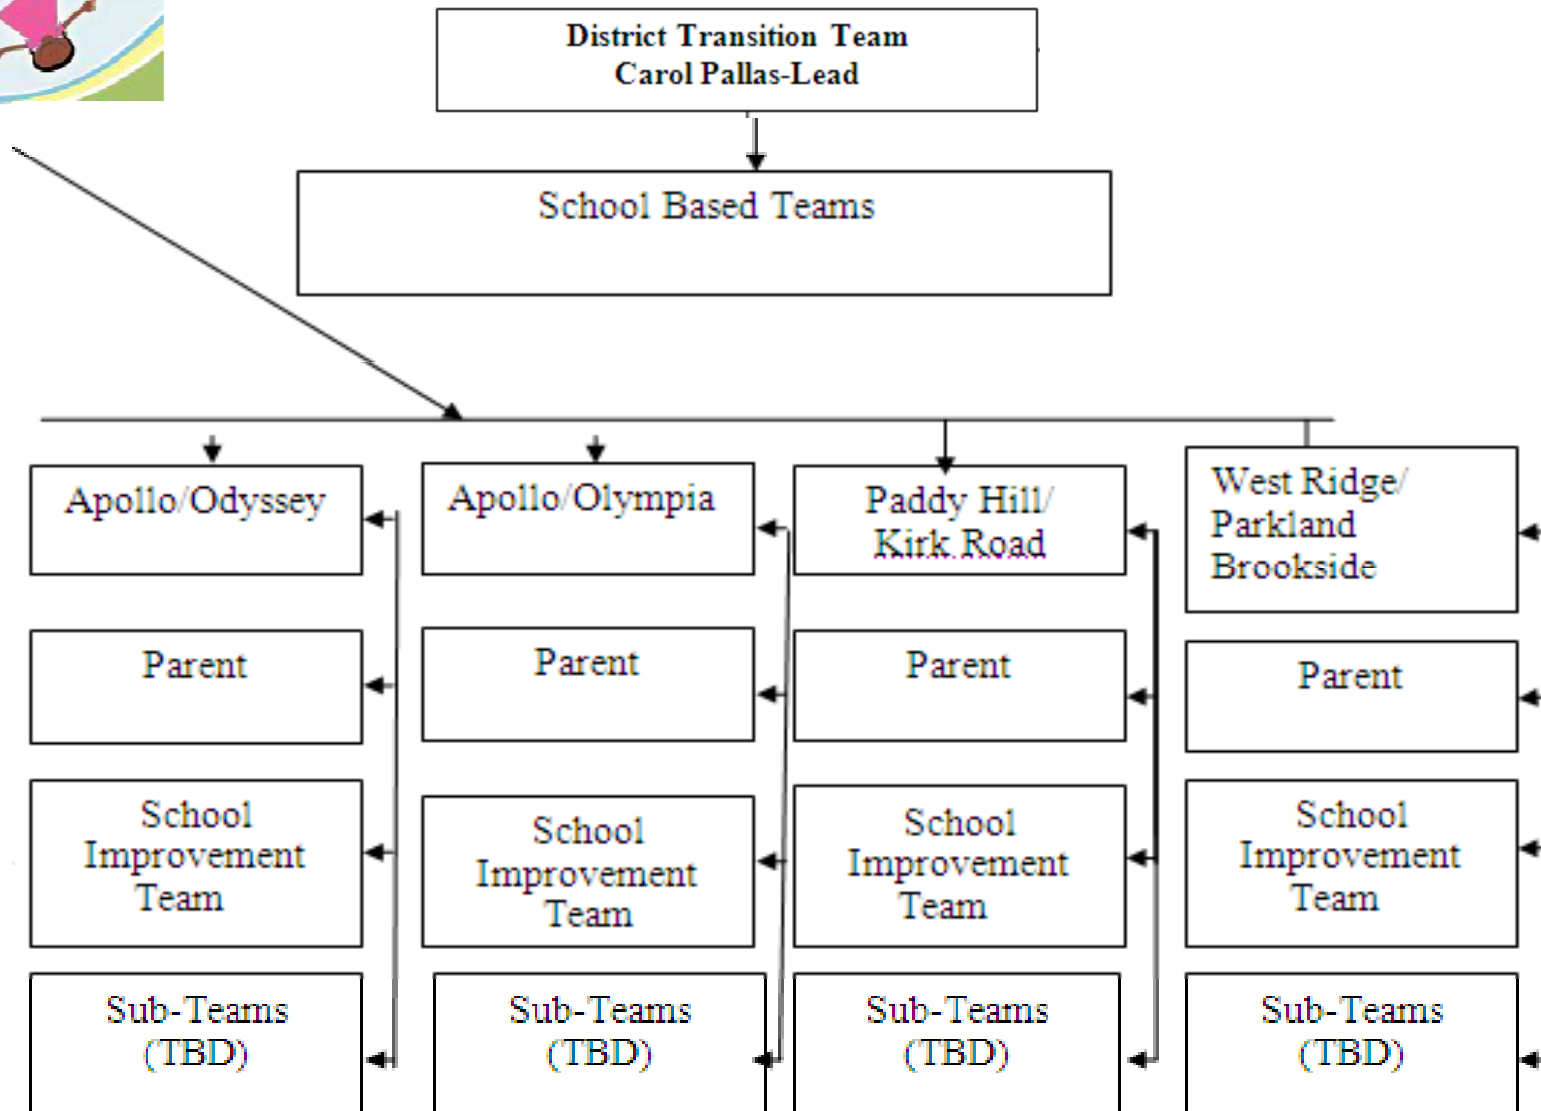 District Transition Team
Carol Pallas-Lead
School Based Teams
Apollo/Odyssey
Apollo/Olympia
Paddy Hill/
Kirk Road
West Ridge/
Parkland
Brookside
Parent
Parent
Parent
Parent
School
Improvement
Team
School
Improvement
Team
School
Improvement
Team
School
Improvement
Team
Sub-Teams
(TBD)
Sub-Teams
(TBD)
Sub-Teams
(TBD)
Sub-Teams
(TBD)